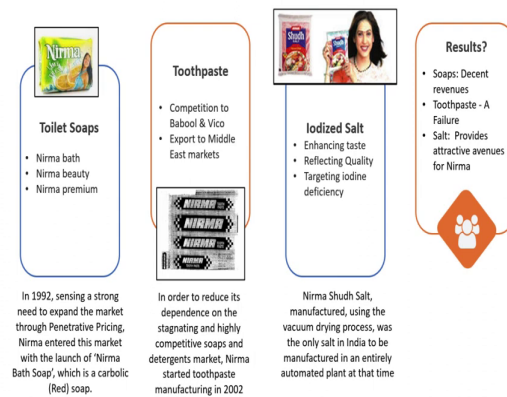 Nirma
Toilet Soaps
Nirma bath
Nirma beauty
Nirma premium
In 1992, sensing a strong
need to expand the market
through Penetrative Pricing,
Nirma entered this market
with the launch of 'Nirma
Bath Soap', which is a carbolic
(Red) soap.
Toothpaste
Competition to
Babool & Vico
Export to Middle
East markets
NIRMA
NIRMA
NIRMA
NIRMA
In order to reduce its
dependence on the
stagnating and highly
competitive soaps and
detergents market, Nirma
started toothpaste
manufacturing in 2002
Shudh
Shudh
Iodized Salt
Enhancing taste
Reflecting Quality
Targeting iodine
deficiency
Nirma Shudh Salt,
manufactured, using the
vacuum drying process, was
the only salt in India to be
manufactured in an entirely
automated plant at that time
Results?
Soaps: Decent
revenues
Toothpaste - A
Failure
Salt: Provides
attractive avenues
for Nirma